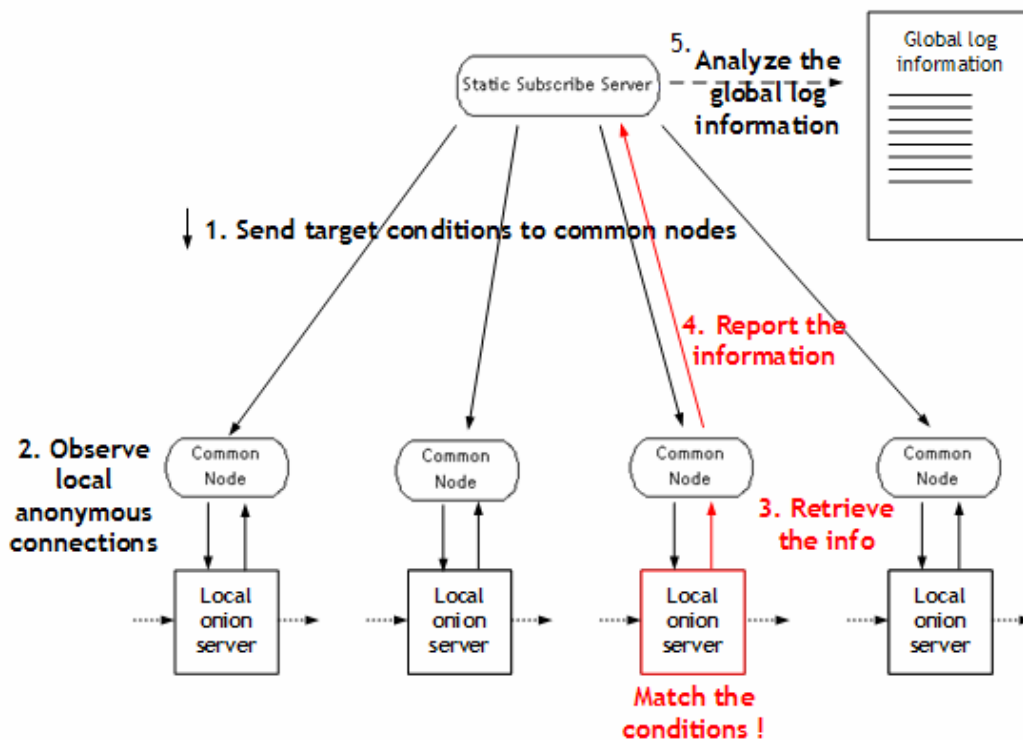 5.
Analyze the
global log
information
Global log
information
Static Subscribe Server
1. Send target conditions to common nodes
4. Report the
information
2. Observe
local
anonymous
connections
Common
Node
Common
Node
Common
Node
Common
Node
3. Retrieve
the info
Local
onion
server
Local
onion
server
Local
onion
server
Local
onion
server
Match the
conditions !